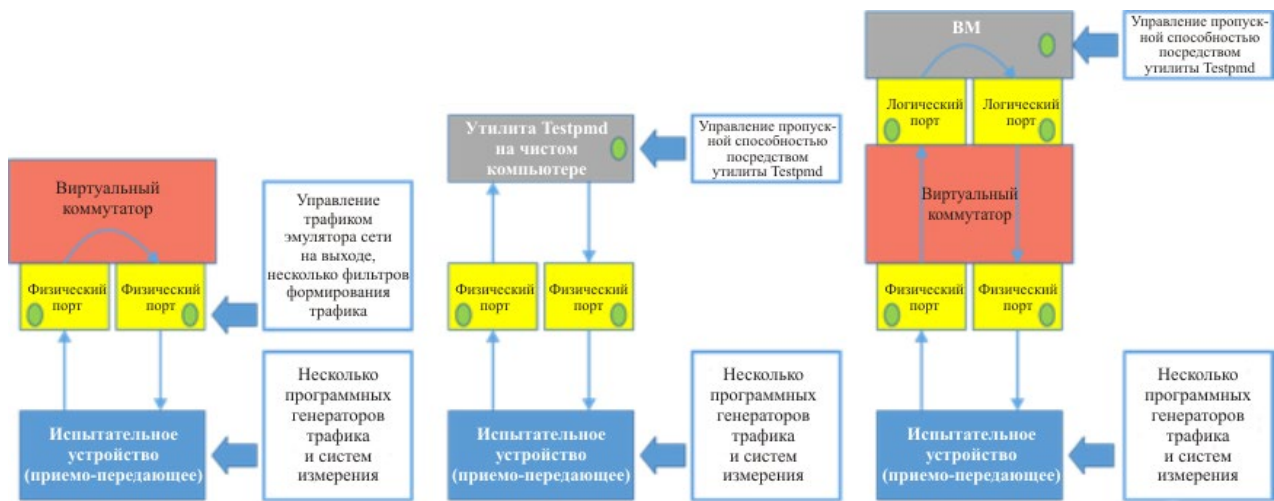 Виртуальный
коммутатор
Физический
порт
Физический
порт
Управление
трафиком
эмулятора сети
на выходе,
несколько фильтров
формирования
трафика
Испытательное
устройство
(приемо-передающее)
Несколько
программных
генераторов
трафика
и систем
измерения
Утилита Testpmd
на чистом
компьютере
Управление пропуск-
ной способностью
посредством
утилиты Testpmd
Физический
порт
Физический
порт
Испытательное
устройство
(приемо-передающее)
Несколько
программных
генераторов
трафика
и систем
измерения
ВМ
Управление пропуск-
ной способностью
посредством
утилиты Testpmd
Логический
порт
Логический
порт
Виртуальный
коммутатор
Физический
порт
Физический
порт
Испытательное
устройство
(приемо-передающее)
Несколько
программных
генераторов
трафика
и систем
измерения